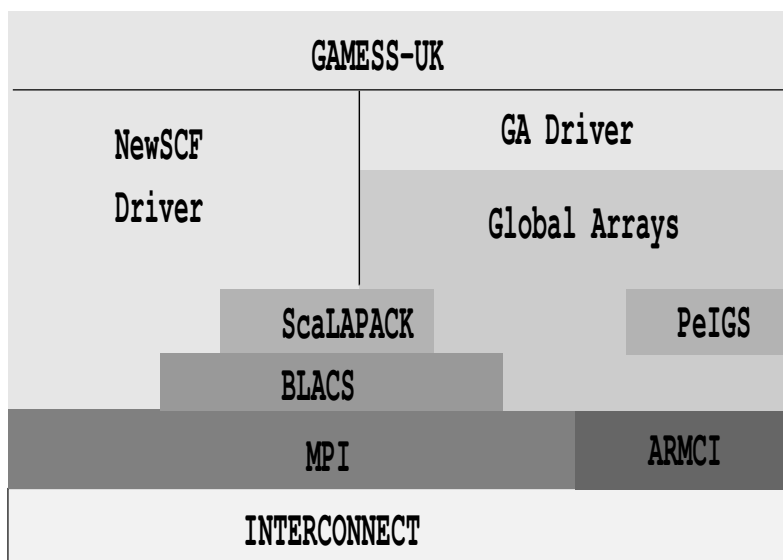 GAMESS-UK
NewSCF
Driver
GA Driver
Global Arrays
ScaLAPACK
PeIGS
BLACS
MPI
ARMCI
INTERCONNECT